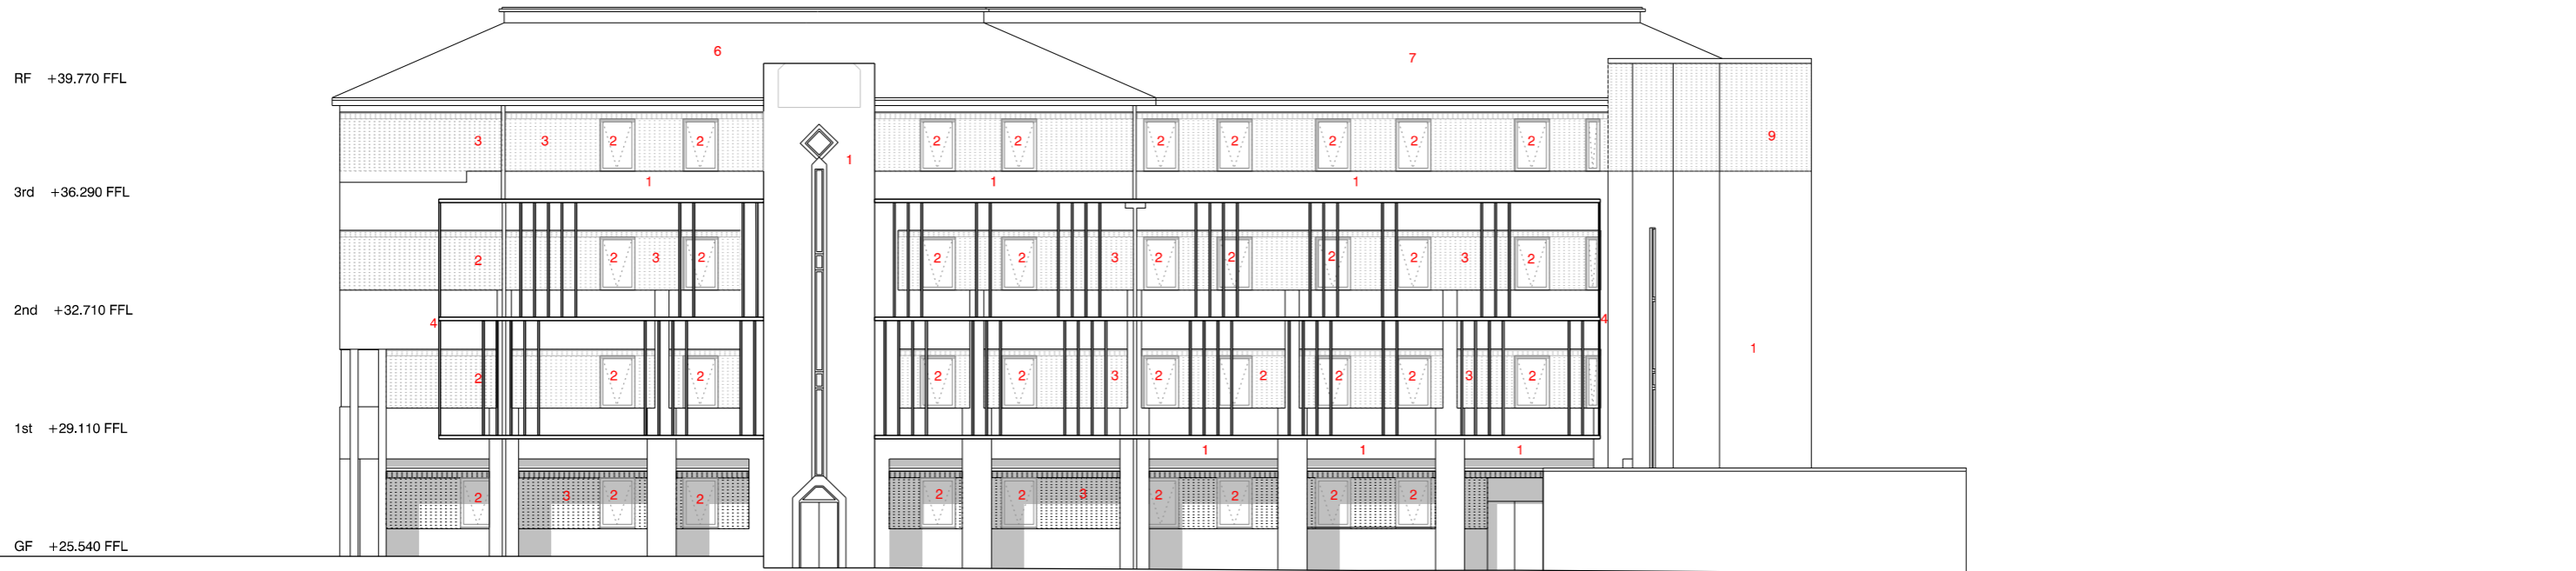 6
7
RF +39.770 FFL
3 3 2 2 2 2 2 2 2 2 2 9
1
3rd +36.290 FFL
1 1 1
2 2 3 2 2 2 3 2 2 2 2 3 2
2nd +32.710 FFL
4 4
1
2 2 2 2 2 3 2 2 2 2 3 2
1st +29.110 FFL
1 1 1
2 3 2 2 2 2 3 2 2 2 2
GF +25.540 FFL